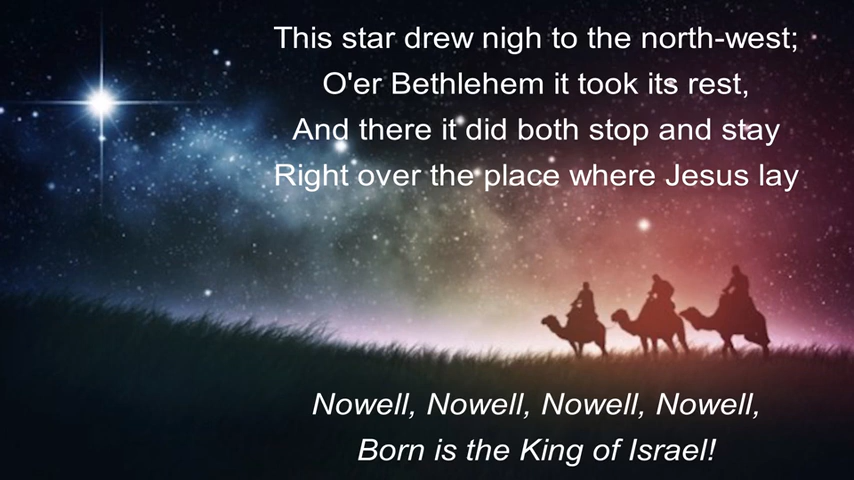 This star drew nigh to the north-west;
O'er Bethlehem it took its rest,
And there it did both stop and stay
Right over the place where Jesus lay
Nowell, Nowell, Nowell, Nowell,
Born is the King of Israel!